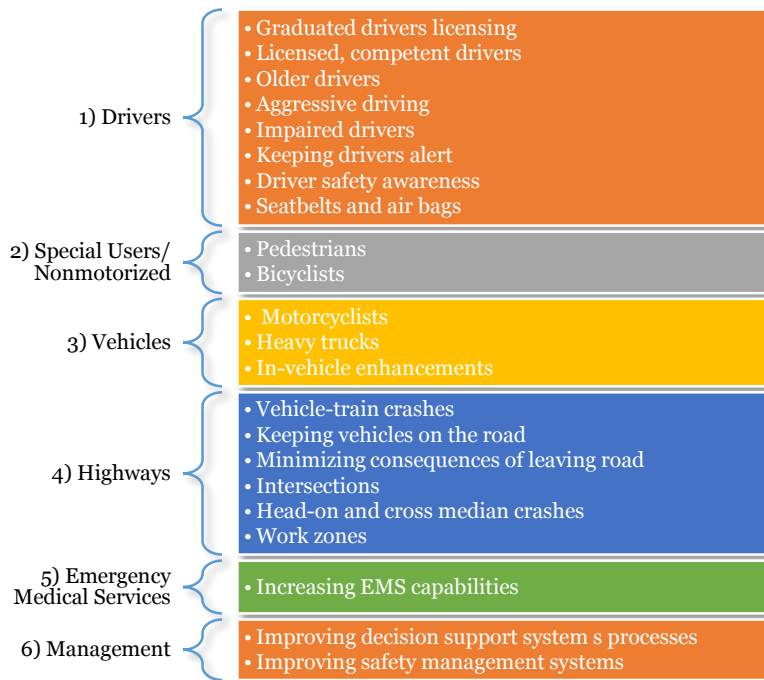 1) Drivers
• Graduated drivers licensing
• Licensed, competent drivers
• Older drivers
• Aggressive driving
• Impaired drivers
• Keeping drivers alert
• Driver safety awareness
• Seatbelts and air bags
2) Special Users/
Nonmotorized
• Pedestrians
• Bicyclists
3) Vehicles
• Motorcyclists
• Heavy trucks
• In-vehicle enhancements
4) Highways
• Vehicle-train crashes
• Keeping vehicles on the road
• Minimizing consequences of leaving road
• Intersections
• Head-on and cross median crashes
• Work zones
5) Emergency
Medical Services
• Increasing EMS capabilities
6) Management
• Improving decision support system s processes
• Improving safety management systems